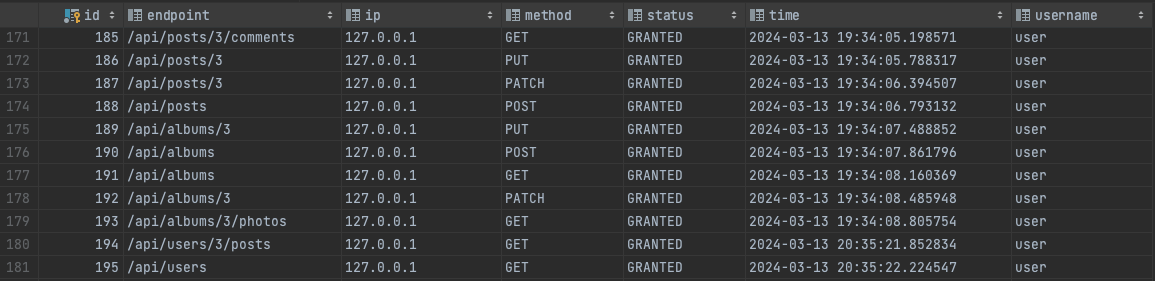 id endpoint ip method status time username
171 185 /api/posts/3/comments 127.0.0.1 GET GRANTED 2024-03-13 19:34:05.198571 user
172 186 /api/posts/3 127.0.0.1 PUT GRANTED 2024-03-13 19:34:05.788317 user
173 187 /api/posts/3 127.0.0.1 PATCH GRANTED 2024-03-13 19:34:06.394507 user
174 188 /api/posts 127.0.0.1 POST GRANTED 2024-03-13 19:34:06.793132 user
175 189 /api/albums/3 127.0.0.1 PUT GRANTED 2024-03-13 19:34:07.488852 user
176 190 /api/albums 127.0.0.1 POST GRANTED 2024-03-13 19:34:07.861796 user
177 191 /api/albums 127.0.0.1 GET GRANTED 2024-03-13 19:34:08.160369 user
178 192 /api/albums/3 127.0.0.1 PATCH GRANTED 2024-03-13 19:34:08.485948 user
179 193 /api/albums/3/photos 127.0.0.1 GET GRANTED 2024-03-13 19:34:08.805754 user
180 194 /api/users/3/posts 127.0.0.1 GET GRANTED 2024-03-13 20:35:21.852834 user
181 195 /api/users 127.0.0.1 GET GRANTED 2024-03-13 20:35:22.224547 user